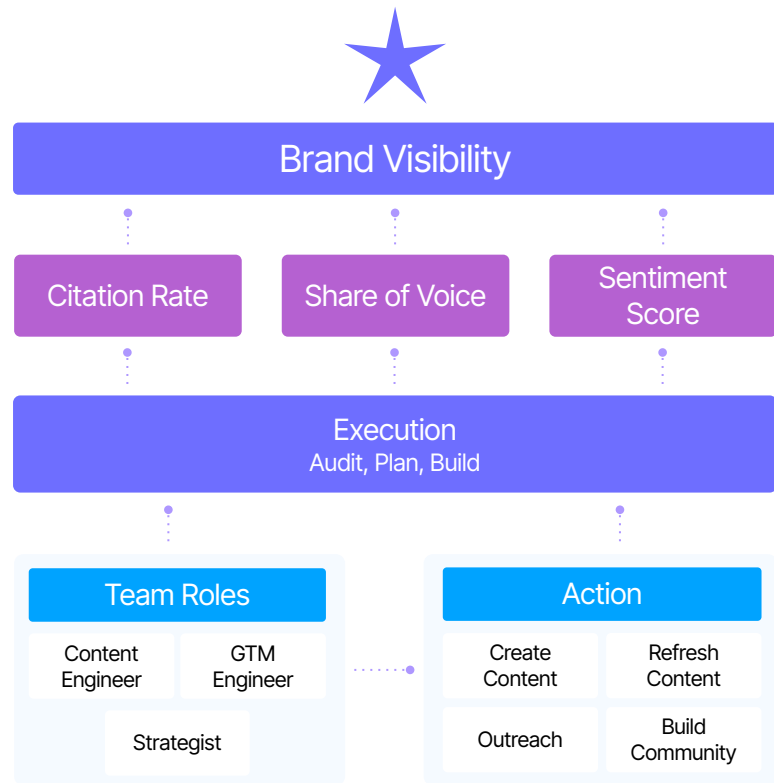 Brand Visibility
Citation Rate
Share of Voice
Sentiment
Score
Execution
Audit, Plan, Build
Team Roles
Content
Engineer
GTM
Engineer
Strategist
Action
Create
Content
Refresh
Content
Outreach
Build
Community